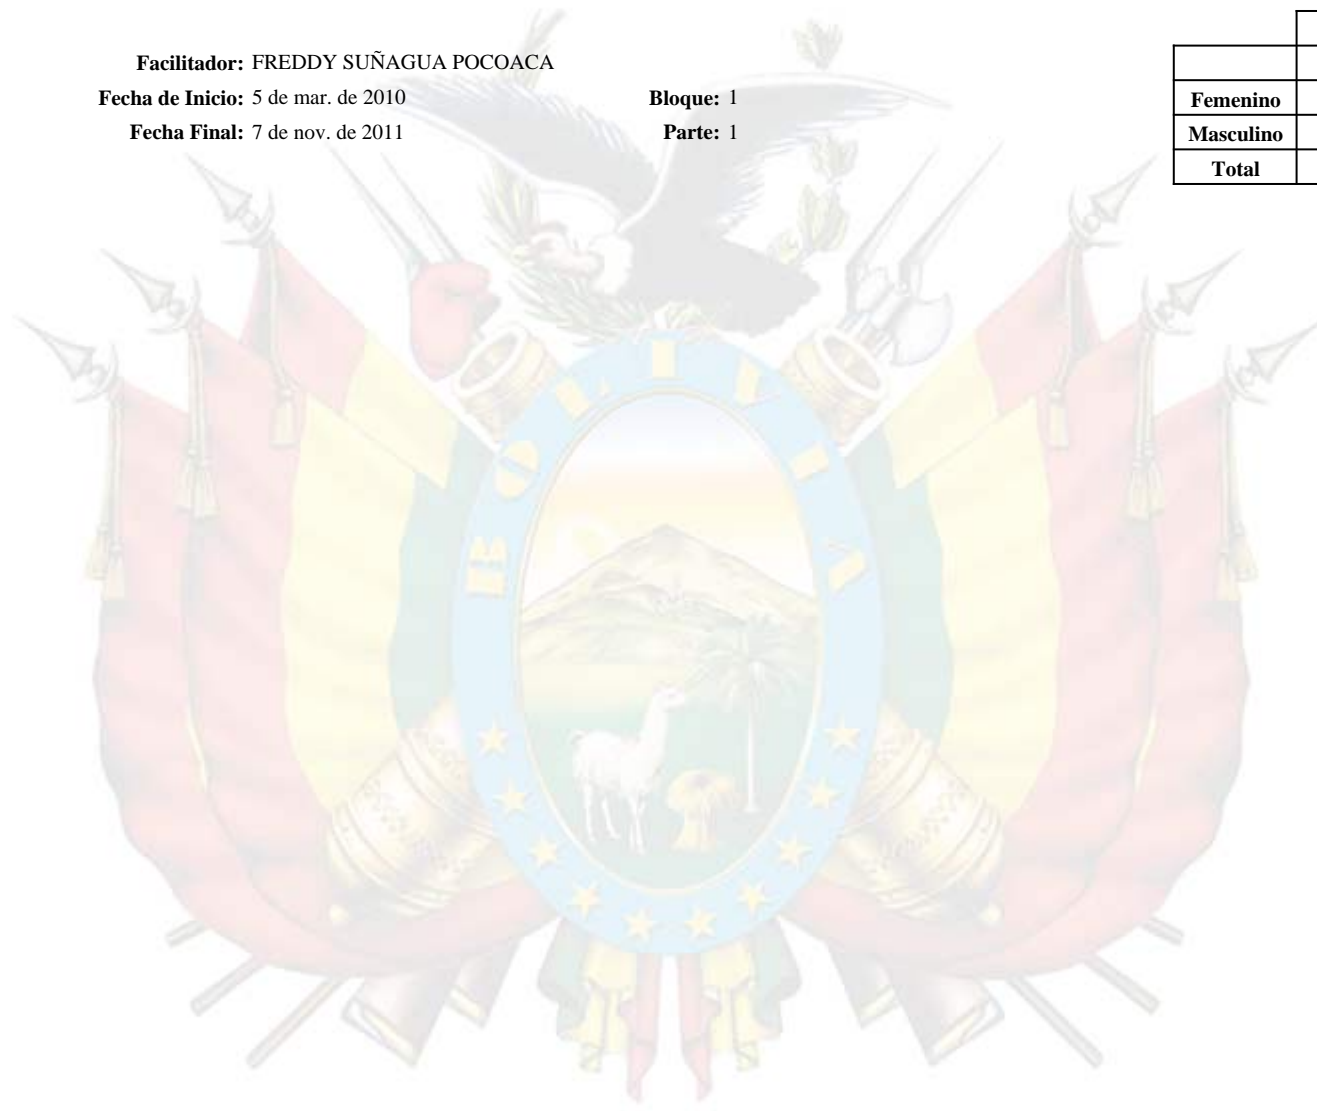 Facilitador: FREDDY SUÑAGUA POCOACA
Fecha de Inicio: 5 de mar. de 2010 Bloque: 1
Fecha Final: 7 de nov. de 2011 Parte: 1
Femenino
Masculino
Total
BOLIVIA